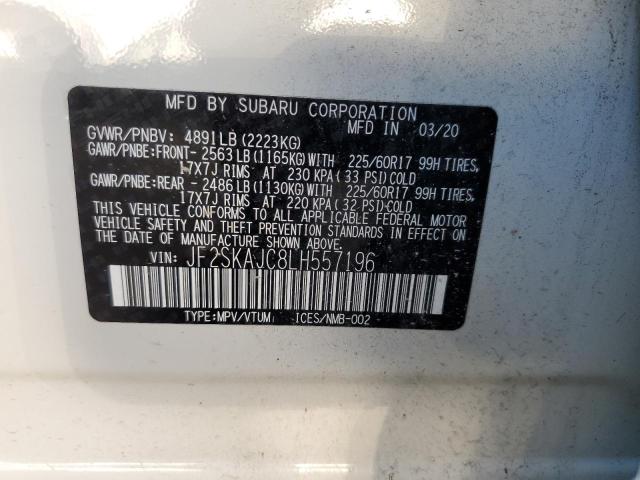 MFD BY SUBARU CORPORATION MFD IN 03/20
GVWR/PNBV: 4891LB(2223KG)
GAWR/PNBE:FRONT- 2563LB(1165KG)WITH 225/60R17 99H TIRES,
17X7J RIMS AT 230 KPA(33 PSI)COLD
GAWR/PNBE:REAR - 2486LB(1130KG)WITH 225/60R17 99H TIRES,
17X7J RIMS AT 220 KPA(32 PSI)COLD
THIS VEHICLE CONFORMS TO ALL APPLICABLE FEDERAL MOTOR
VEHICLE SAFETY AND THEFT PREVENTION STANDARDS IN
EFFECT ON THE DATE OF MANUFACTURE SHOWN ABOVE.
VIN: JF2SKAJC8LH557196
TYPE:MPV/VTUM ICES/NMB-002